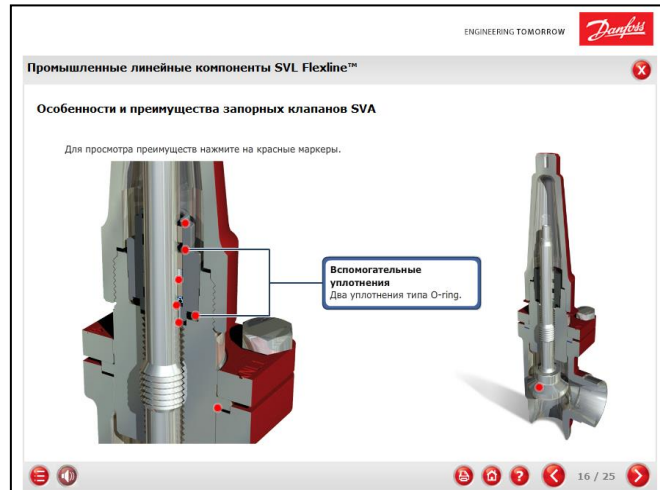 ENGINEERING TOMORROW
Danfoss
Промышленные линейные компоненты SVL Flexline™
X
Особенности и преимущества запорных клапанов SVA
Для просмотра преимуществ нажмите на красные маркеры.
Вспомогательные
уплотнения
Два уплотнения типа O-ring.
?
16 / 25